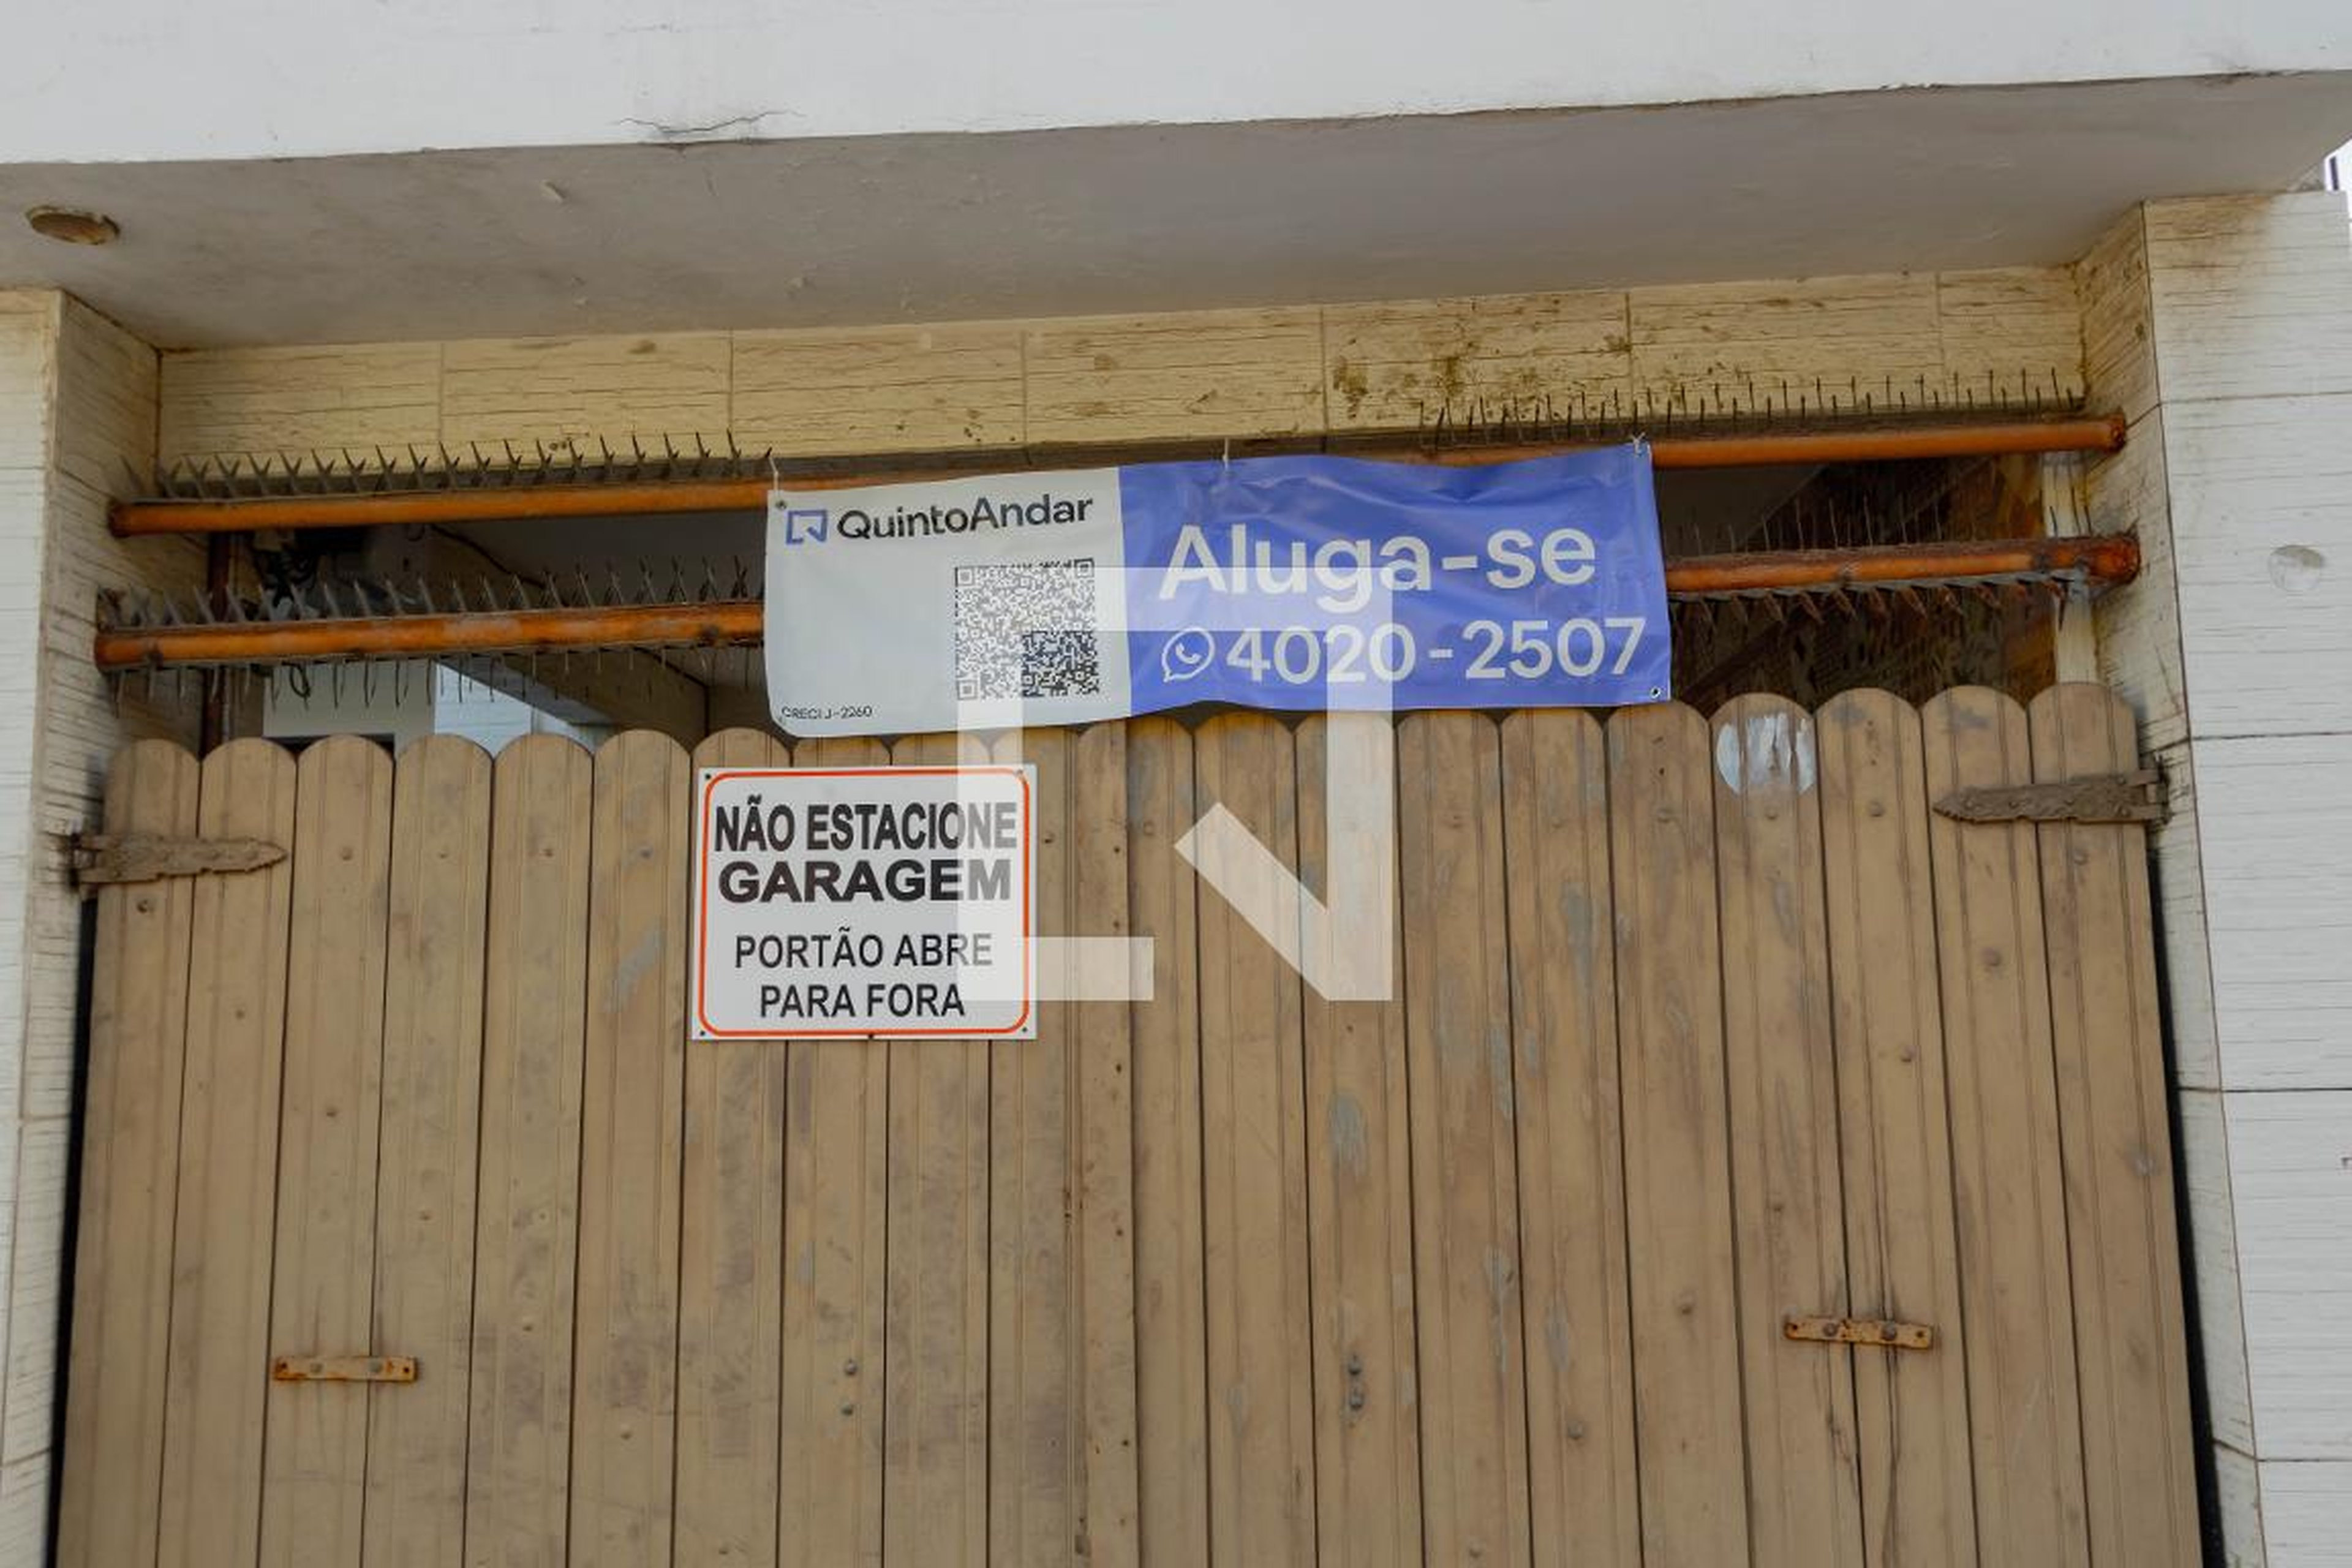 QuintoAndar
Aluga-se
4020-2507
CRECI J-2260
NÃO ESTACIONE
GARAGEM
PORTÃO ABRE
PARA FORA